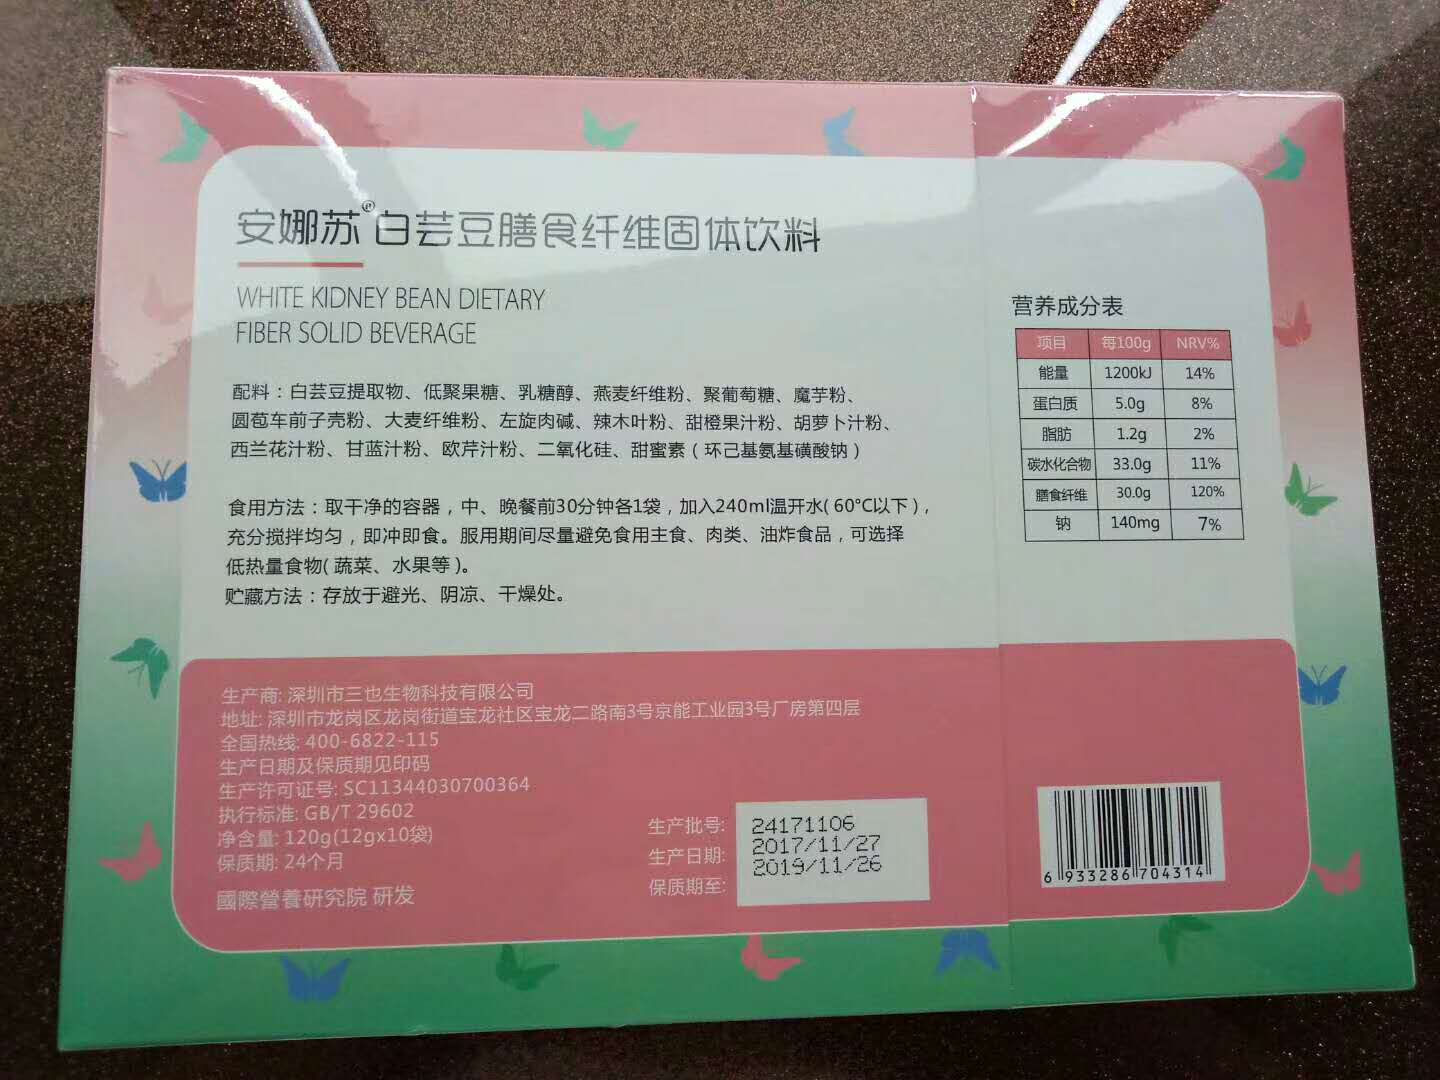 安娜苏®白芸豆膳食纤维固体饮料
WHITE KIDNEY BEAN DIETARY
FIBER SOLID BEVERAGE
配料：白芸豆提取物、低聚果糖、乳糖醇、燕麦纤维粉、聚葡萄糖、魔芋粉、
圆苞车前子壳粉、大麦纤维粉、左旋肉碱、辣木叶粉、甜橙果汁粉、胡萝卜汁粉、
西兰花汁粉、甘蓝汁粉、欧芹汁粉、二氧化硅、甜蜜素（环己基氨基磺酸钠）
食用方法：取干净的容器，中、晚餐前30分钟各1袋，加入240ml温开水(60℃以下)，
充分搅拌均匀，即冲即食。服用期间尽量避免食用主食、肉类、油炸食品，可选择
低热量食物(蔬菜、水果等)。
贮藏方法：存放于避光、阴凉、干燥处。
营养成分表
项目 每100g NRV%
能量 1200kJ 14%
蛋白质 5.0g 8%
脂肪 1.2g 2%
碳水化合物 33.0g 11%
膳食纤维 30.0g 120%
钠 140mg 7%
生产商: 深圳市三也生物科技有限公司
地址: 深圳市龙岗区龙岗街道宝龙社区宝龙二路南3号京能工业园3号厂房第四层
全国热线: 400-6822-115
生产日期及保质期见印码
生产许可证号: SC11344030700364
执行标准: GB/T 29602
净含量: 120g(12gx10袋)
保质期: 24个月
國際營養研究院 研发
生产批号: 24171106
生产日期: 2017/11/27
保质期至: 2019/11/26
6 933286 704314